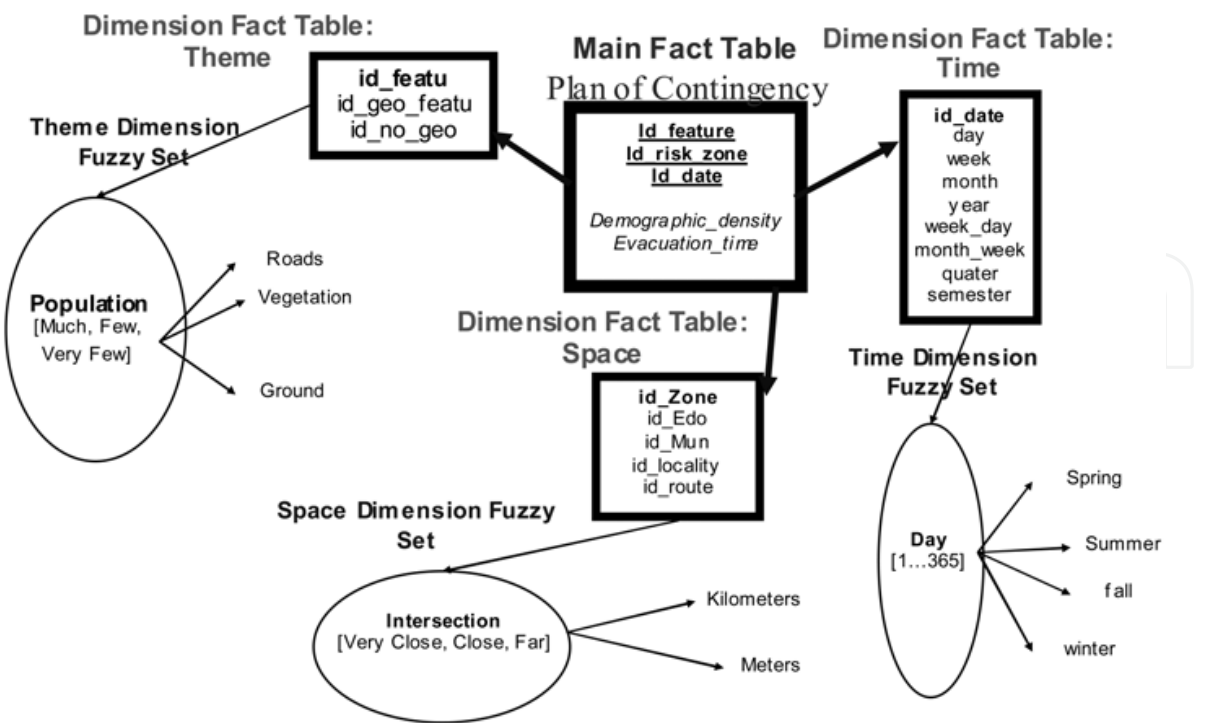 Dimension Fact Table:
Theme
id_featu
id_geo_featu
id_no_geo
Main Fact Table
Plan of Contingency
Id_feature
Id_risk_zone
Id_date
Demographic_density
Evacuation_time
Dimension Fact Table:
Time
id_date
day
week
month
year
week_day
month_week
quater
semester
Theme Dimension
Fuzzy Set
Population
[Much, Few,
Very Few]
Roads
Vegetation
Ground
Dimension Fact Table:
Space
id_Zone
id_Edo
id_Mun
id_locality
id_route
Space Dimension Fuzzy
Set
Intersection
[Very Close, Close, Far]
Kilometers
Meters
Time Dimension
Fuzzy Set
Day
[1...365]
Spring
Summer
fall
winter